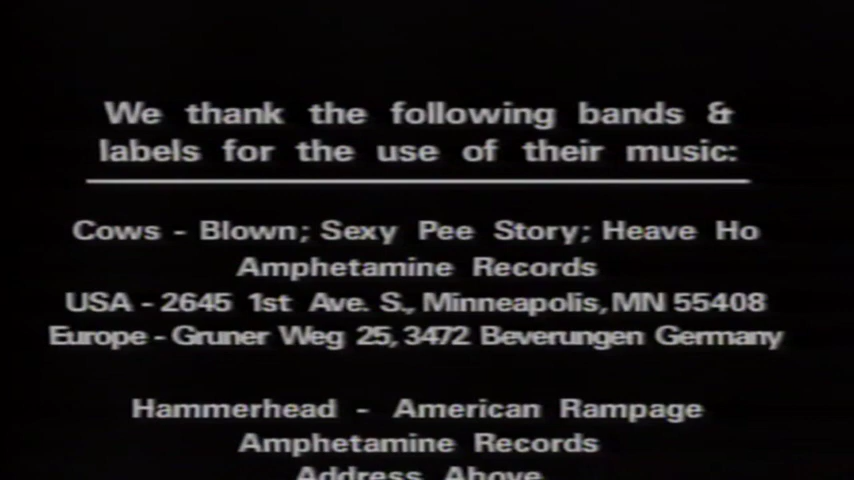 We thank the following bands &
labels for the use of their music:
Cows - Blown; Sexy Pee Story; Heave Ho
Amphetamine Records
USA - 2645 1st Ave. S., Minneapolis, MN 55408
Europe - Gruner Weg 25, 3472 Beverungen Germany
Hammerhead - American Rampage
Amphetamine Records
Address Above